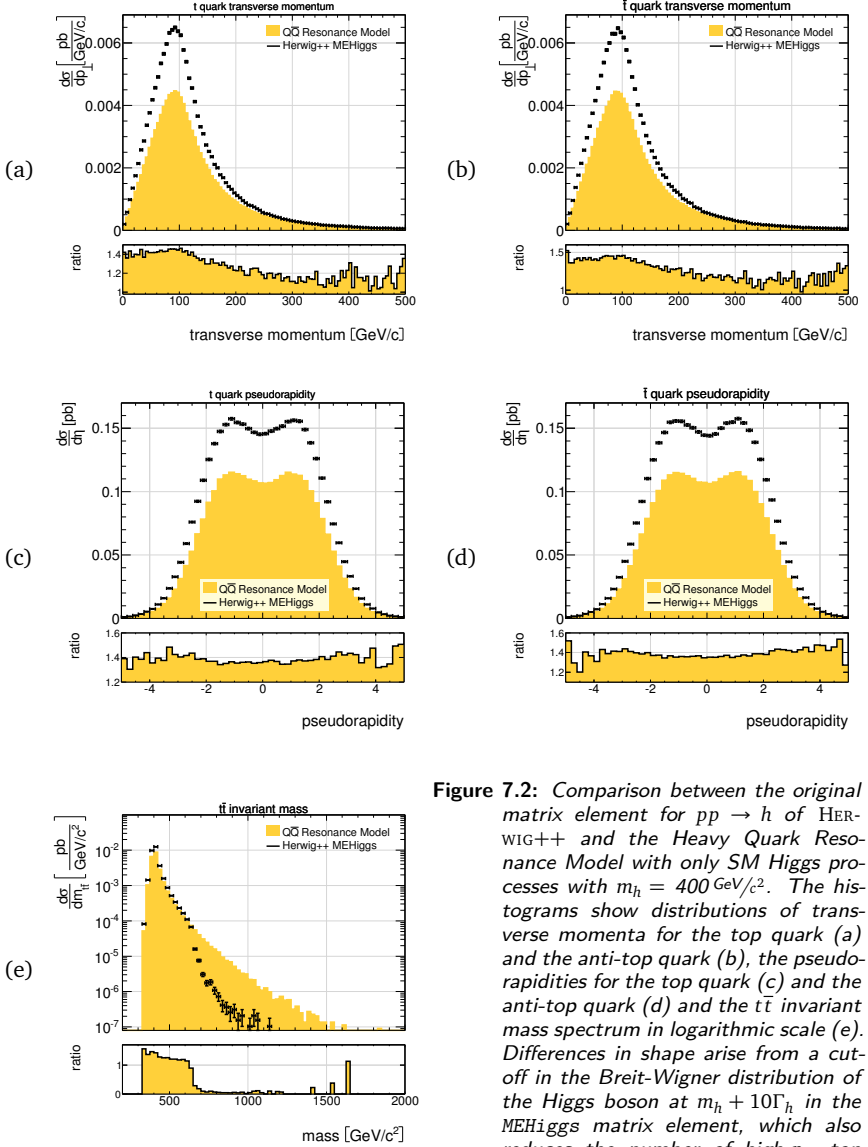 t quark transverse momentum
dσ/dp⊥ [pb/GeV/c]
QQ̅ Resonance Model
Herwig++ MEHiggs
0.006
0.004
0.002
0
(a)
ratio
1.4
1.2
1
0 100 200 300 400 500
transverse momentum [GeV/c]
t̄ quark transverse momentum
dσ/dp⊥ [pb/GeV/c]
QQ̅ Resonance Model
Herwig++ MEHiggs
0.006
0.004
0.002
0
(b)
ratio
1.5
1
0 100 200 300 400 500
transverse momentum [GeV/c]
t quark pseudorapidity
dσ/dη [pb]
0.15
0.1
0.05
0
(c)
QQ̅ Resonance Model
Herwig++ MEHiggs
ratio
1.6
1.4
1.2
-4 -2 0 2 4
pseudorapidity
t̄ quark pseudorapidity
dσ/dη [pb]
0.15
0.1
0.05
0
(d)
QQ̅ Resonance Model
Herwig++ MEHiggs
ratio
1.6
1.4
1.2
-4 -2 0 2 4
pseudorapidity
tt̄ invariant mass
dσ/dm_tt̄ [pb/GeV/c²]
QQ̅ Resonance Model
Herwig++ MEHiggs
10⁻²
10⁻³
10⁻⁴
10⁻⁵
10⁻⁶
10⁻⁷
(e)
ratio
1
0
500 1000 1500 2000
mass [GeV/c²]
Figure 7.2: Comparison between the original
matrix element for pp → h of HER-
WIG++ and the Heavy Quark Reso-
nance Model with only SM Higgs pro-
cesses with m_h = 400 GeV/c². The his-
tograms show distributions of trans-
verse momenta for the top quark (a)
and the anti-top quark (b), the pseudo-
rapidities for the top quark (c) and the
anti-top quark (d) and the tt̄ invariant
mass spectrum in logarithmic scale (e).
Differences in shape arise from a cut-
off in the Breit-Wigner distribution of
the Higgs boson at m_h + 10Γ_h in the
MEHiggs matrix element, which also